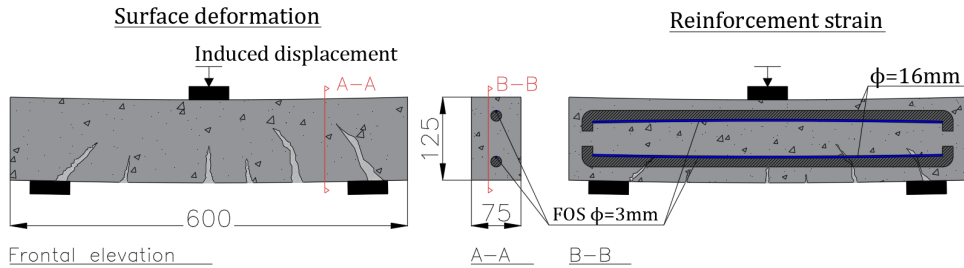 Surface deformation
Reinforcement strain
Induced displacement
A-A
B-B
ϕ=16mm
125
600
75
FOS ϕ=3mm
Frontal elevation
A-A
B-B